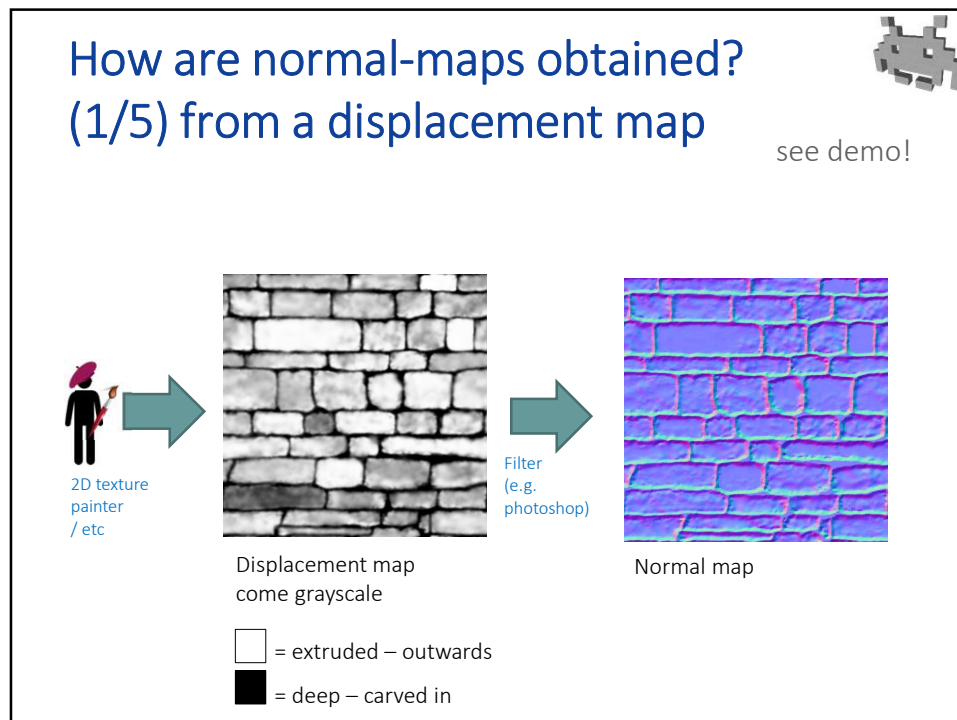 How are normal-maps obtained?
(1/5) from a displacement map
see demo!
2D texture
painter
/ etc
Filter
(e.g.
photoshop)
Displacement map
come grayscale
Normal map
= extruded – outwards
= deep – carved in